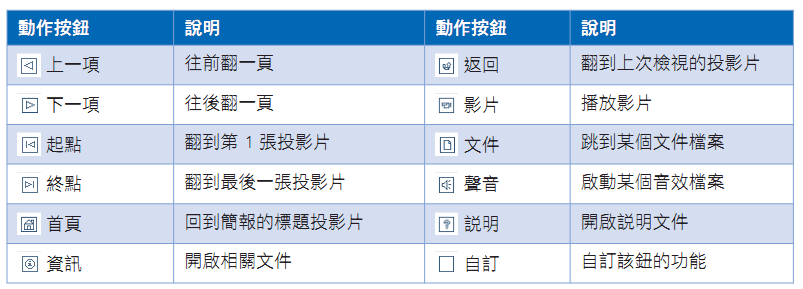 動作按鈕 說明 動作按鈕 說明
上一項 往前翻一頁 返回 翻到上次檢視的投影片
下一項 往後翻一頁 影片 播放影片
起點 翻到第 1 張投影片 文件 跳到某個文件檔案
終點 翻到最後一張投影片 聲音 啟動某個音效檔案
首頁 回到簡報的標題投影片 説明 開啟説明文件
資訊 開啟相關文件 自訂 自訂該鈕的功能